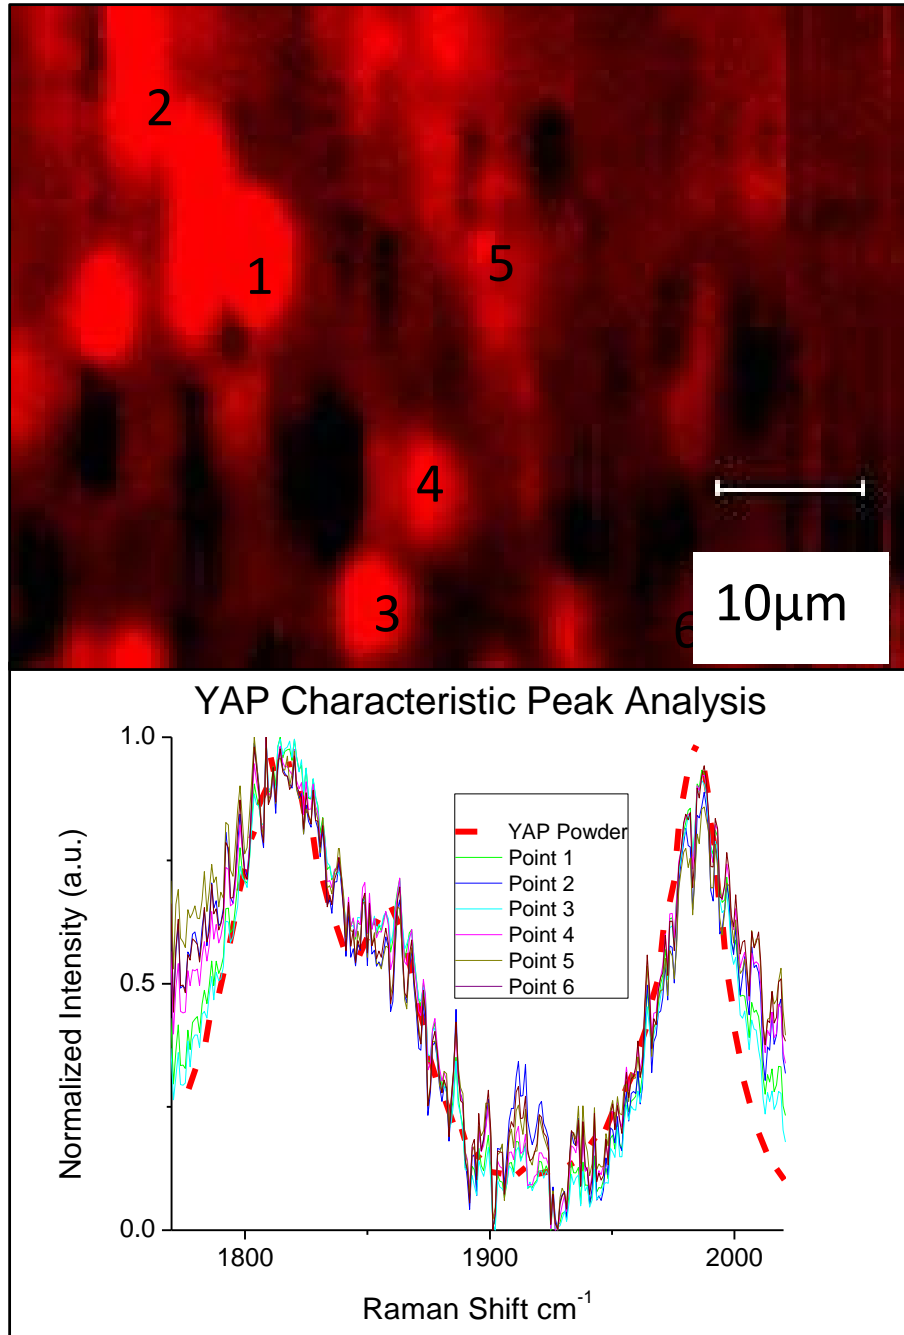 2
1
5
4
3
6
10µm
YAP Characteristic Peak Analysis
1.0
0.5
0.0
Normalized Intensity (a.u.)
YAP Powder
Point 1
Point 2
Point 3
Point 4
Point 5
Point 6
1800
1900
2000
Raman Shift cm⁻¹